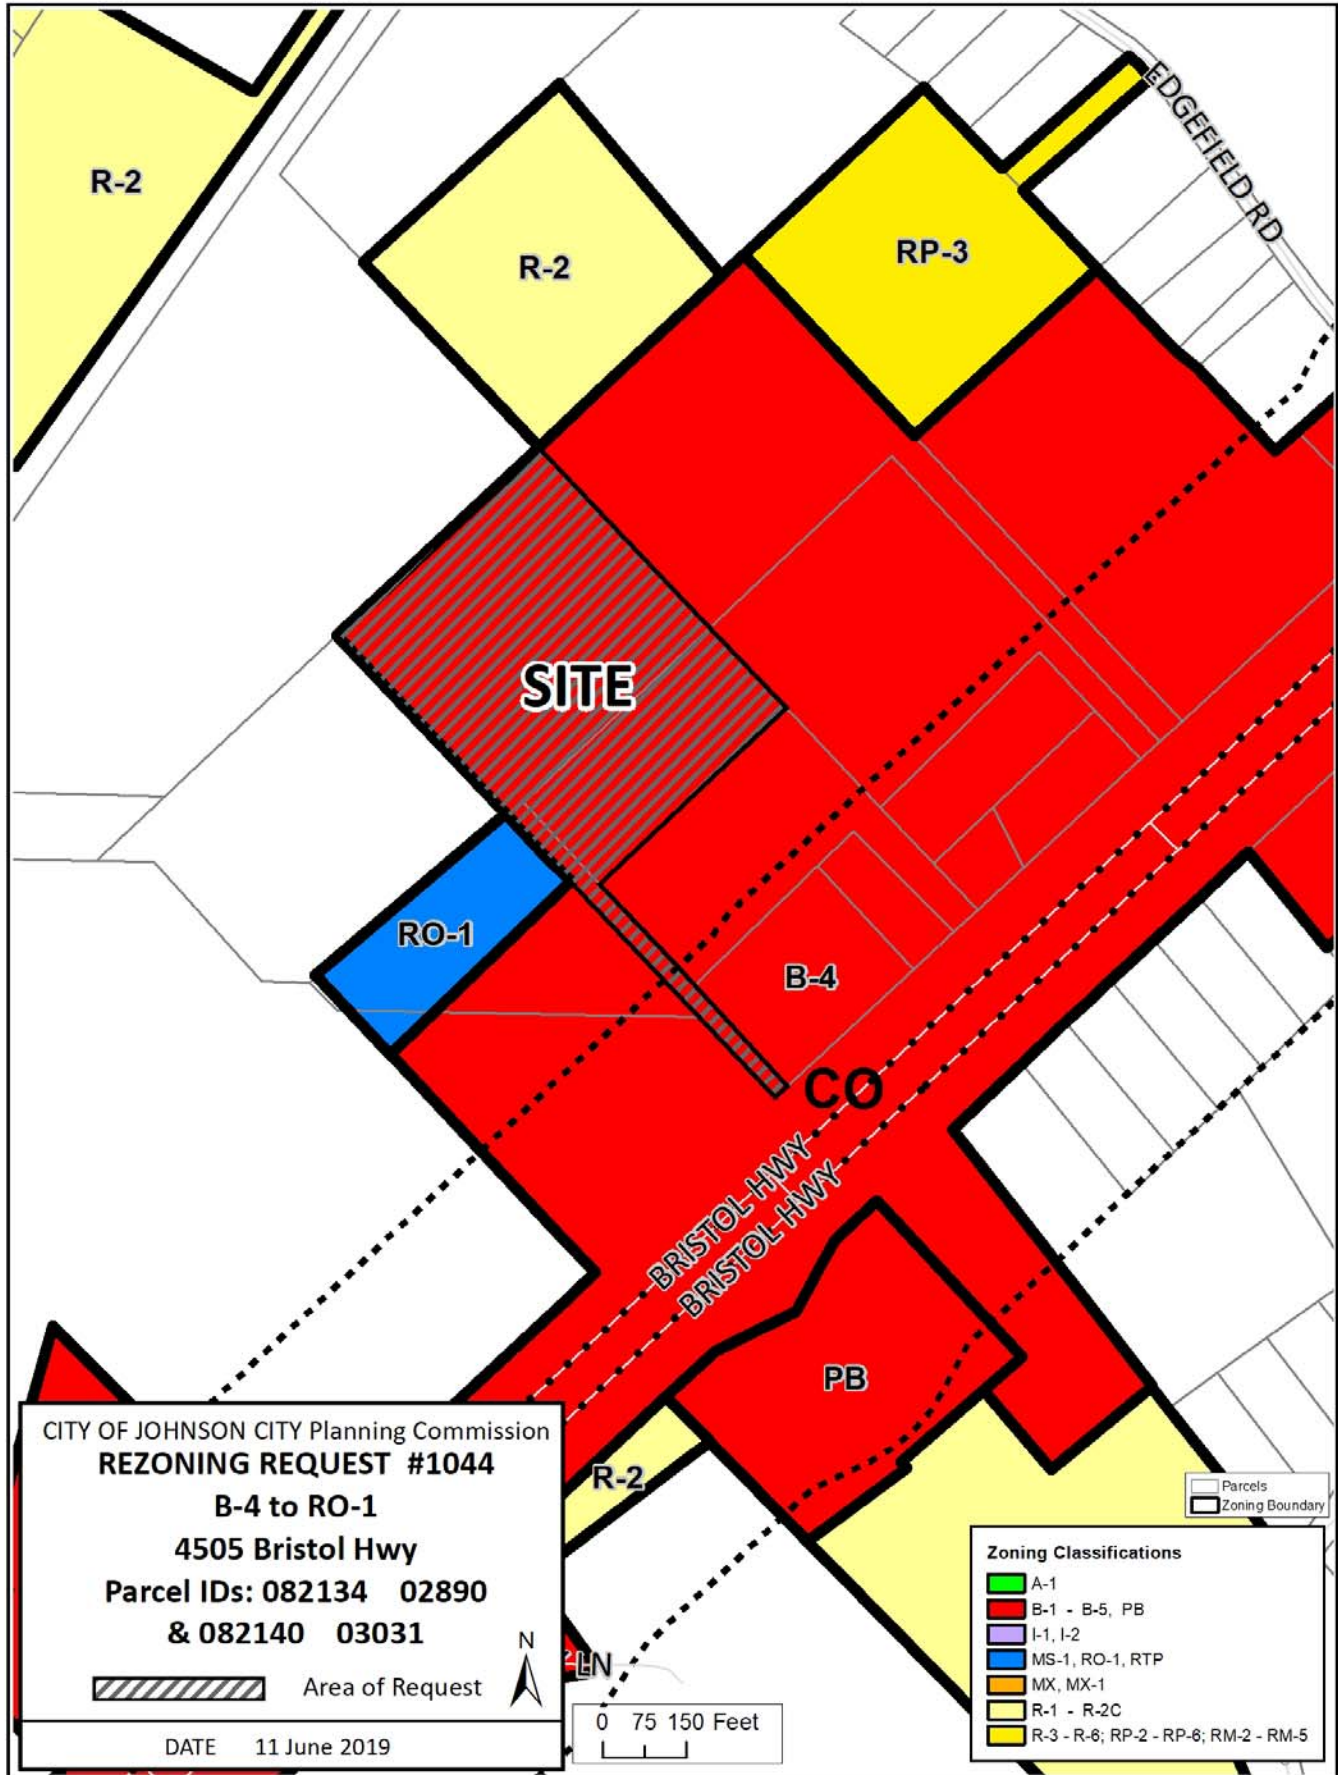 EDGEFIELD RD
R-2
R-2
RP-3
SITE
RO-1
B-4
CO
BRISTOL HWY
BRISTOL HWY
PB
R-2
LN
CITY OF JOHNSON CITY Planning Commission
REZONING REQUEST #1044
B-4 to RO-1
4505 Bristol Hwy
Parcel IDs: 082134 02890
& 082140 03031
Area of Request
N
DATE 11 June 2019
0 75 150 Feet
Parcels
Zoning Boundary
Zoning Classifications
A-1
B-1 - B-5, PB
I-1, I-2
MS-1, RO-1, RTP
MX, MX-1
R-1 - R-2C
R-3 - R-6; RP-2 - RP-6; RM-2 - RM-5